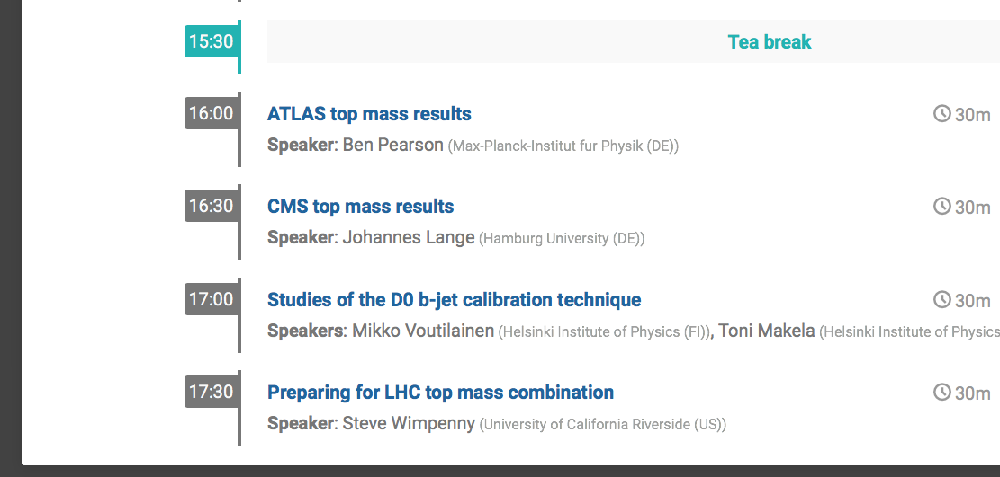 15:30 Tea break
16:00 ATLAS top mass results 30m
Speaker: Ben Pearson (Max-Planck-Institut fur Physik (DE))
16:30 CMS top mass results 30m
Speaker: Johannes Lange (Hamburg University (DE))
17:00 Studies of the D0 b-jet calibration technique 30m
Speakers: Mikko Voutilainen (Helsinki Institute of Physics (FI)), Toni Makela (Helsinki Institute of Physics
17:30 Preparing for LHC top mass combination 30m
Speaker: Steve Wimpenny (University of California Riverside (US))